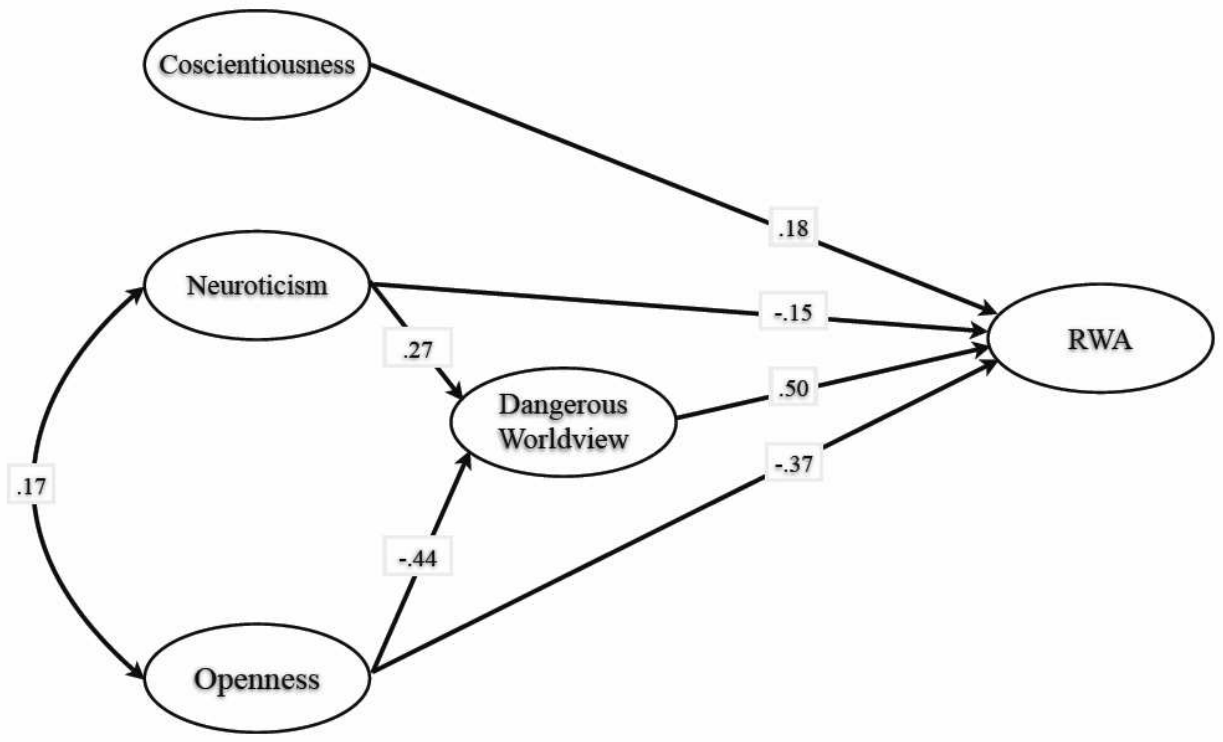 Coscientiousness
.18
Neuroticism
-.15
RWA
.27
.50
Dangerous
Worldview
-.37
.17
-.44
Openness